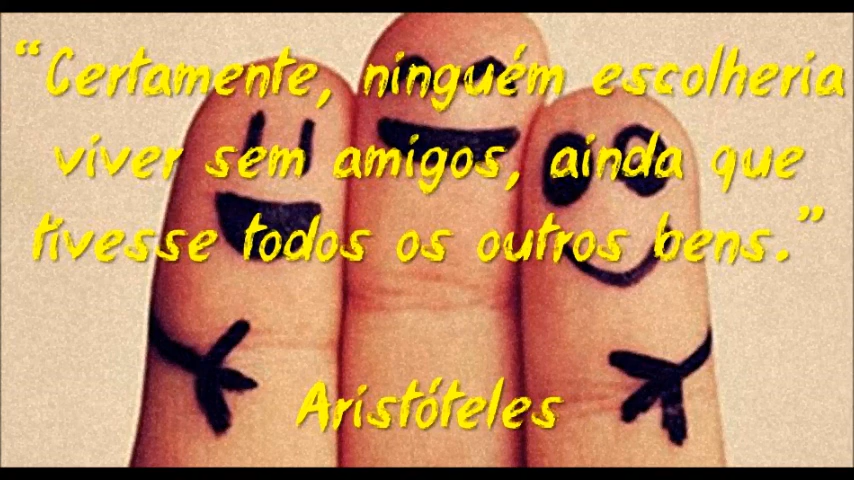 “Certamente, ninguém escolheria
viver sem amigos, ainda que
tivesse todos os outros bens.”
Aristóteles